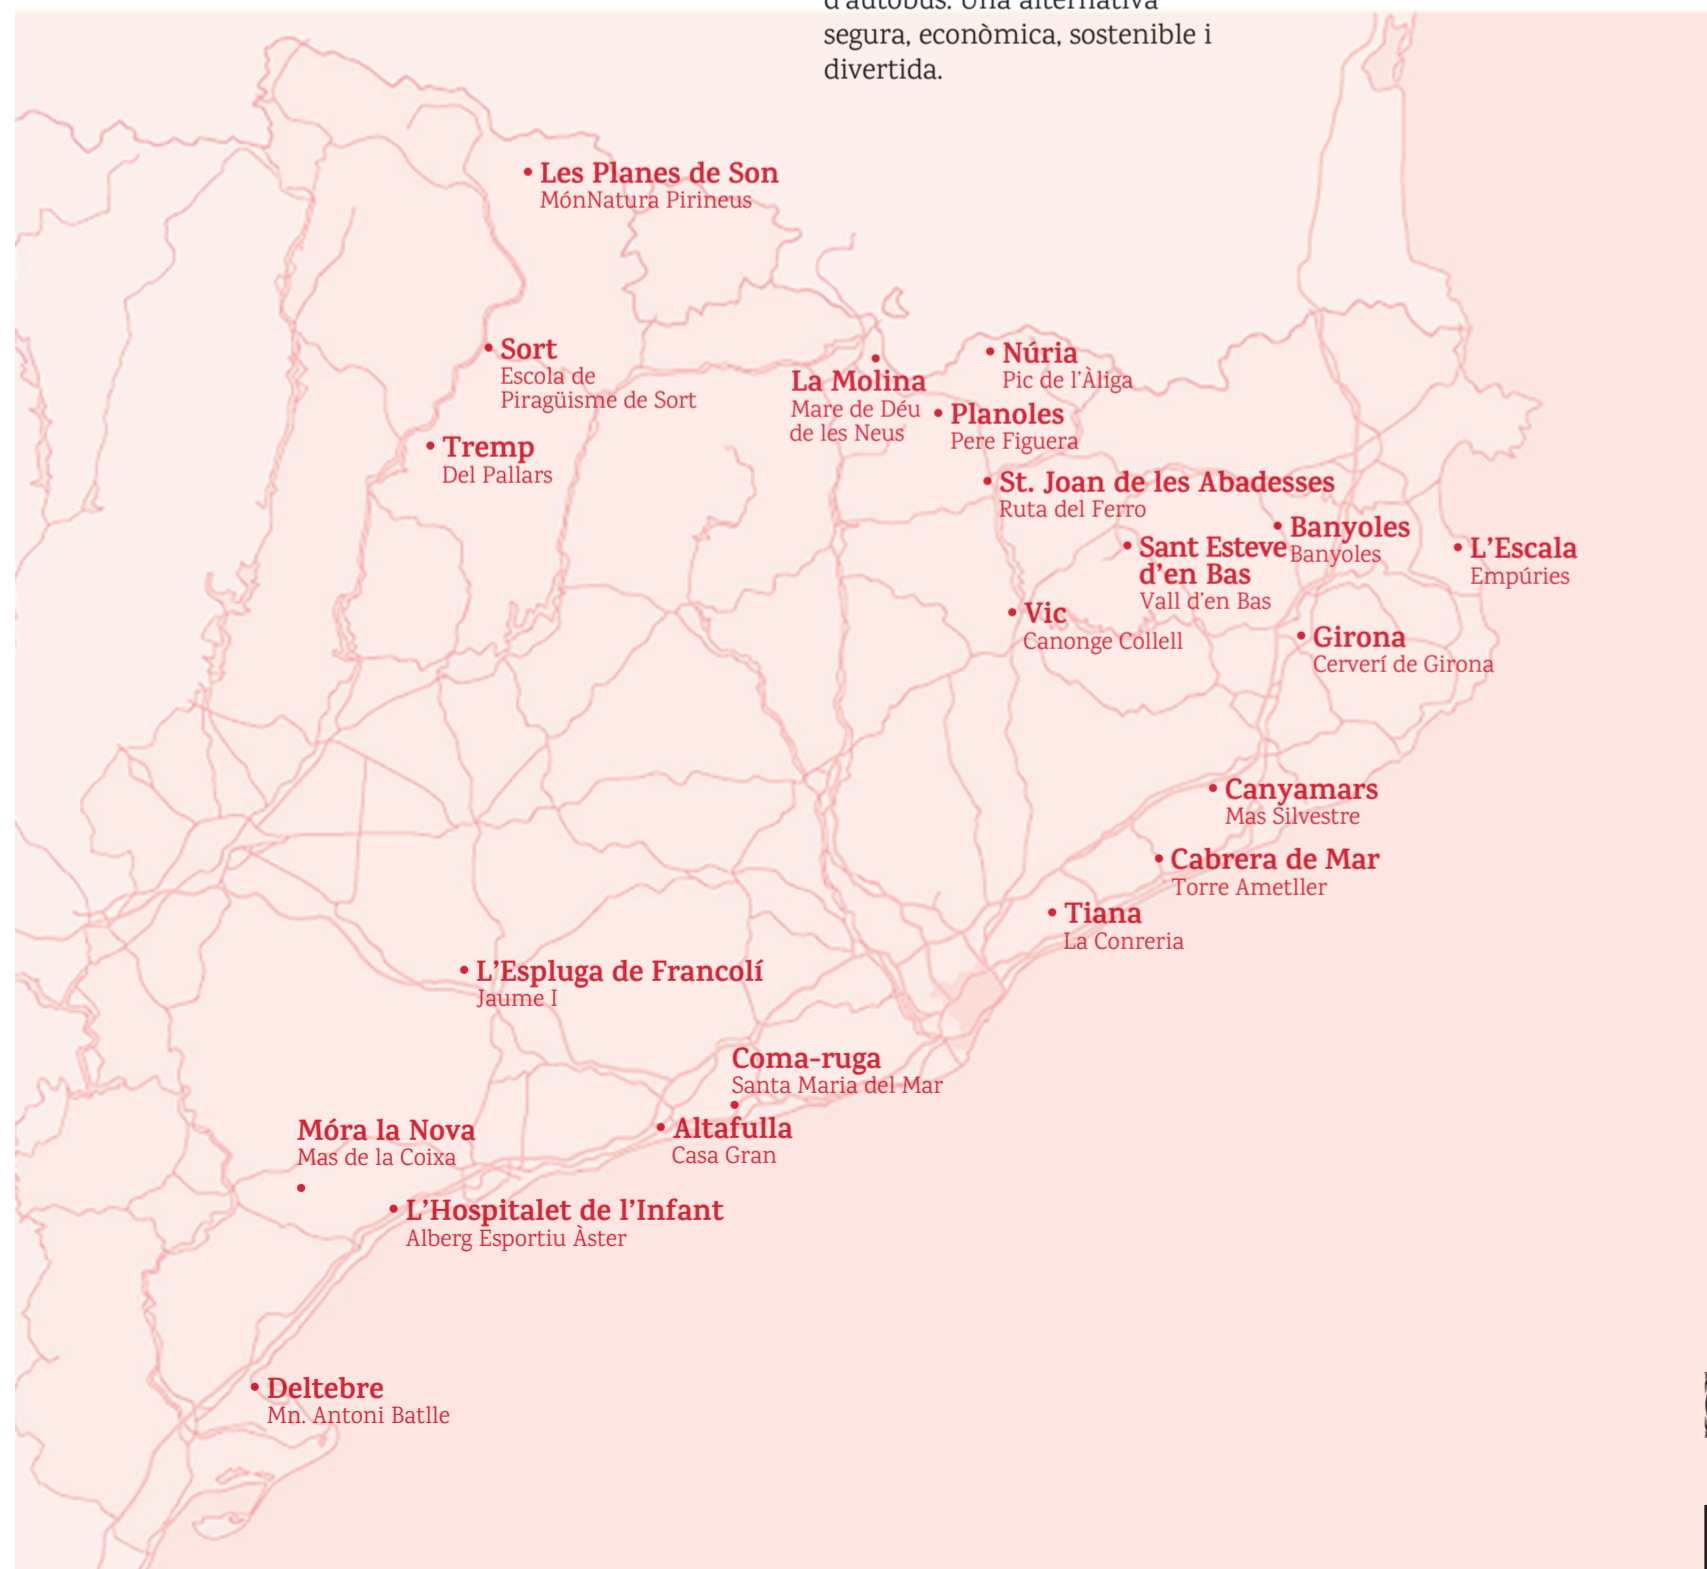 d'autobús. Una alternativa
segura, econòmica, sostenible i
divertida.
Les Planes de Son
MónNatura Pirineus
Sort
Escola de
Piragüisme de Sort
Tremp
Del Pallars
La Molina
Mare de Déu
de les Neus
Núria
Pic de l'Àliga
Planoles
Pere Figuera
St. Joan de les Abadesses
Ruta del Ferro
Banyoles
Banyoles
Sant Esteve
d'en Bas
Vall d'en Bas
L'Escala
Empúries
Vic
Canonge Collell
Girona
Cerverí de Girona
Canyamars
Mas Silvestre
Cabrera de Mar
Torre Ametller
Tiana
La Conreria
L'Espluga de Francolí
Jaume I
Coma-ruga
Santa Maria del Mar
Altafulla
Casa Gran
Móra la Nova
Mas de la Coixa
L'Hospitalet de l'Infant
Alberg Esportiu Àster
Deltebre
Mn. Antoni Batlle